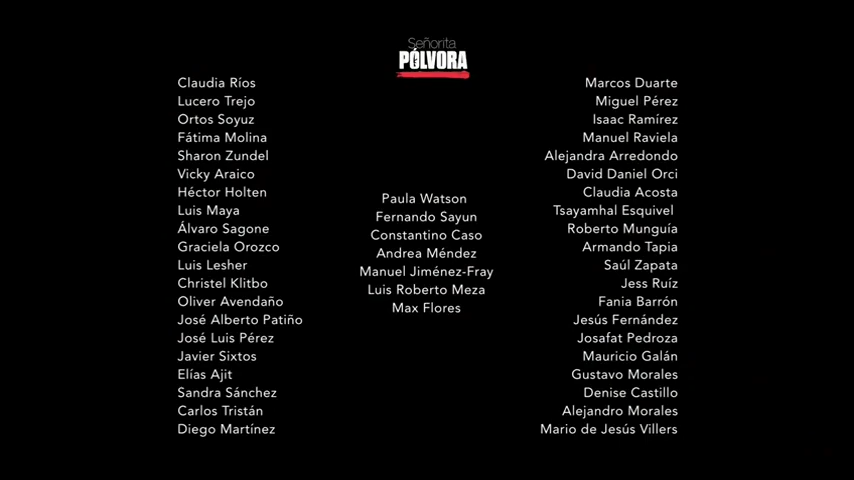 Señorita
PÓLVORA
Claudia Ríos
Lucero Trejo
Ortos Soyuz
Fátima Molina
Sharon Zundel
Vicky Araico
Héctor Holten
Luis Maya
Álvaro Sagone
Graciela Orozco
Luis Lesher
Christel Klitbo
Oliver Avendaño
José Alberto Patiño
José Luis Pérez
Javier Sixtos
Elías Ajit
Sandra Sánchez
Carlos Tristán
Diego Martínez
Paula Watson
Fernando Sayun
Constantino Caso
Andrea Méndez
Manuel Jiménez-Fray
Luis Roberto Meza
Max Flores
Marcos Duarte
Miguel Pérez
Isaac Ramírez
Manuel Raviela
Alejandra Arredondo
David Daniel Orci
Claudia Acosta
Tsayamhal Esquivel
Roberto Munguía
Armando Tapia
Saúl Zapata
Jess Ruíz
Fania Barrón
Jesús Fernández
Josafat Pedroza
Mauricio Galán
Gustavo Morales
Denise Castillo
Alejandro Morales
Mario de Jesús Villers